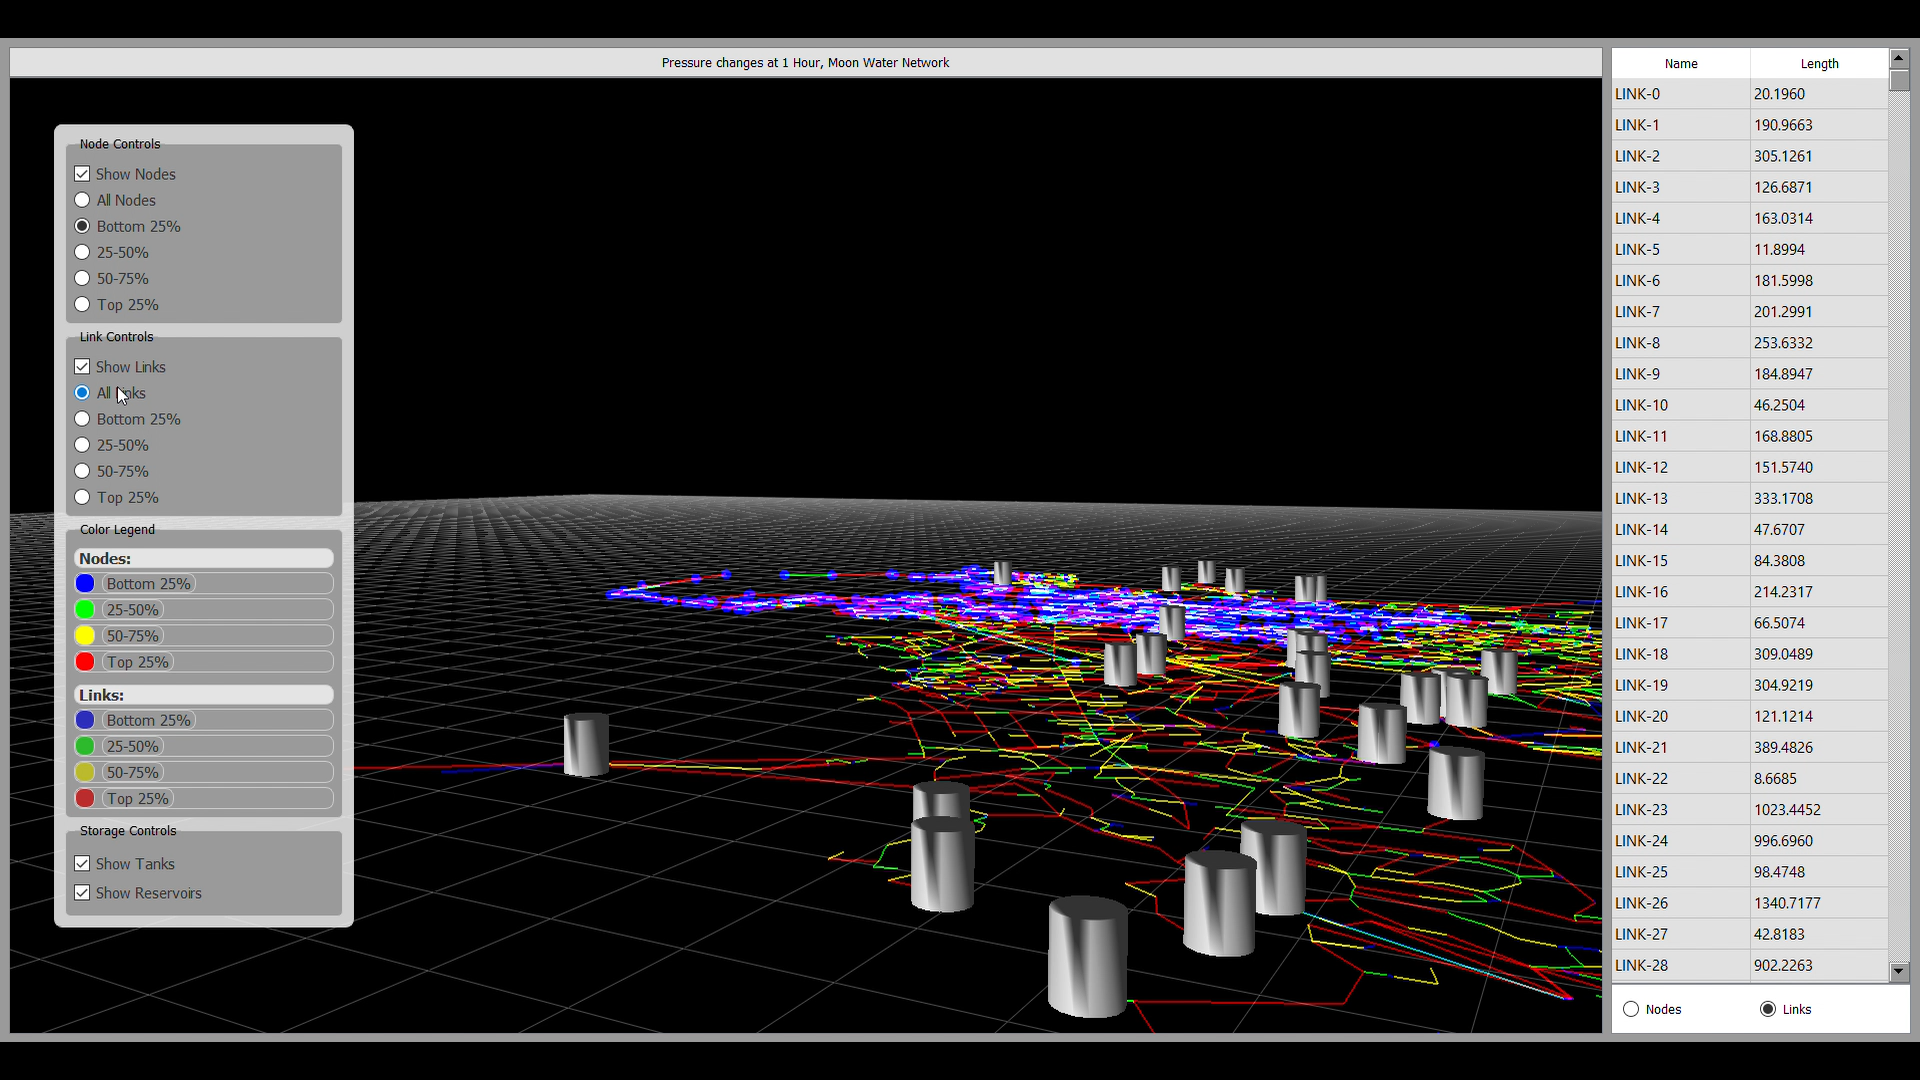 Pressure changes at 1 Hour, Moon Water Network
Node Controls
Show Nodes
All Nodes
Bottom 25%
25-50%
50-75%
Top 25%
Link Controls
Show Links
All Links
Bottom 25%
25-50%
50-75%
Top 25%
Color Legend
Nodes:
Bottom 25%
25-50%
50-75%
Top 25%
Links:
Bottom 25%
25-50%
50-75%
Top 25%
Storage Controls
Show Tanks
Show Reservoirs
Name Length
LINK-0 20.1960
LINK-1 190.9663
LINK-2 305.1261
LINK-3 126.6871
LINK-4 163.0314
LINK-5 11.8994
LINK-6 181.5998
LINK-7 201.2991
LINK-8 253.6332
LINK-9 184.8947
LINK-10 46.2504
LINK-11 168.8805
LINK-12 151.5740
LINK-13 333.1708
LINK-14 47.6707
LINK-15 84.3808
LINK-16 214.2317
LINK-17 66.5074
LINK-18 309.0489
LINK-19 304.9219
LINK-20 121.1214
LINK-21 389.4826
LINK-22 8.6685
LINK-23 1023.4452
LINK-24 996.6960
LINK-25 98.4748
LINK-26 1340.7177
LINK-27 42.8183
LINK-28 902.2263
Nodes Links